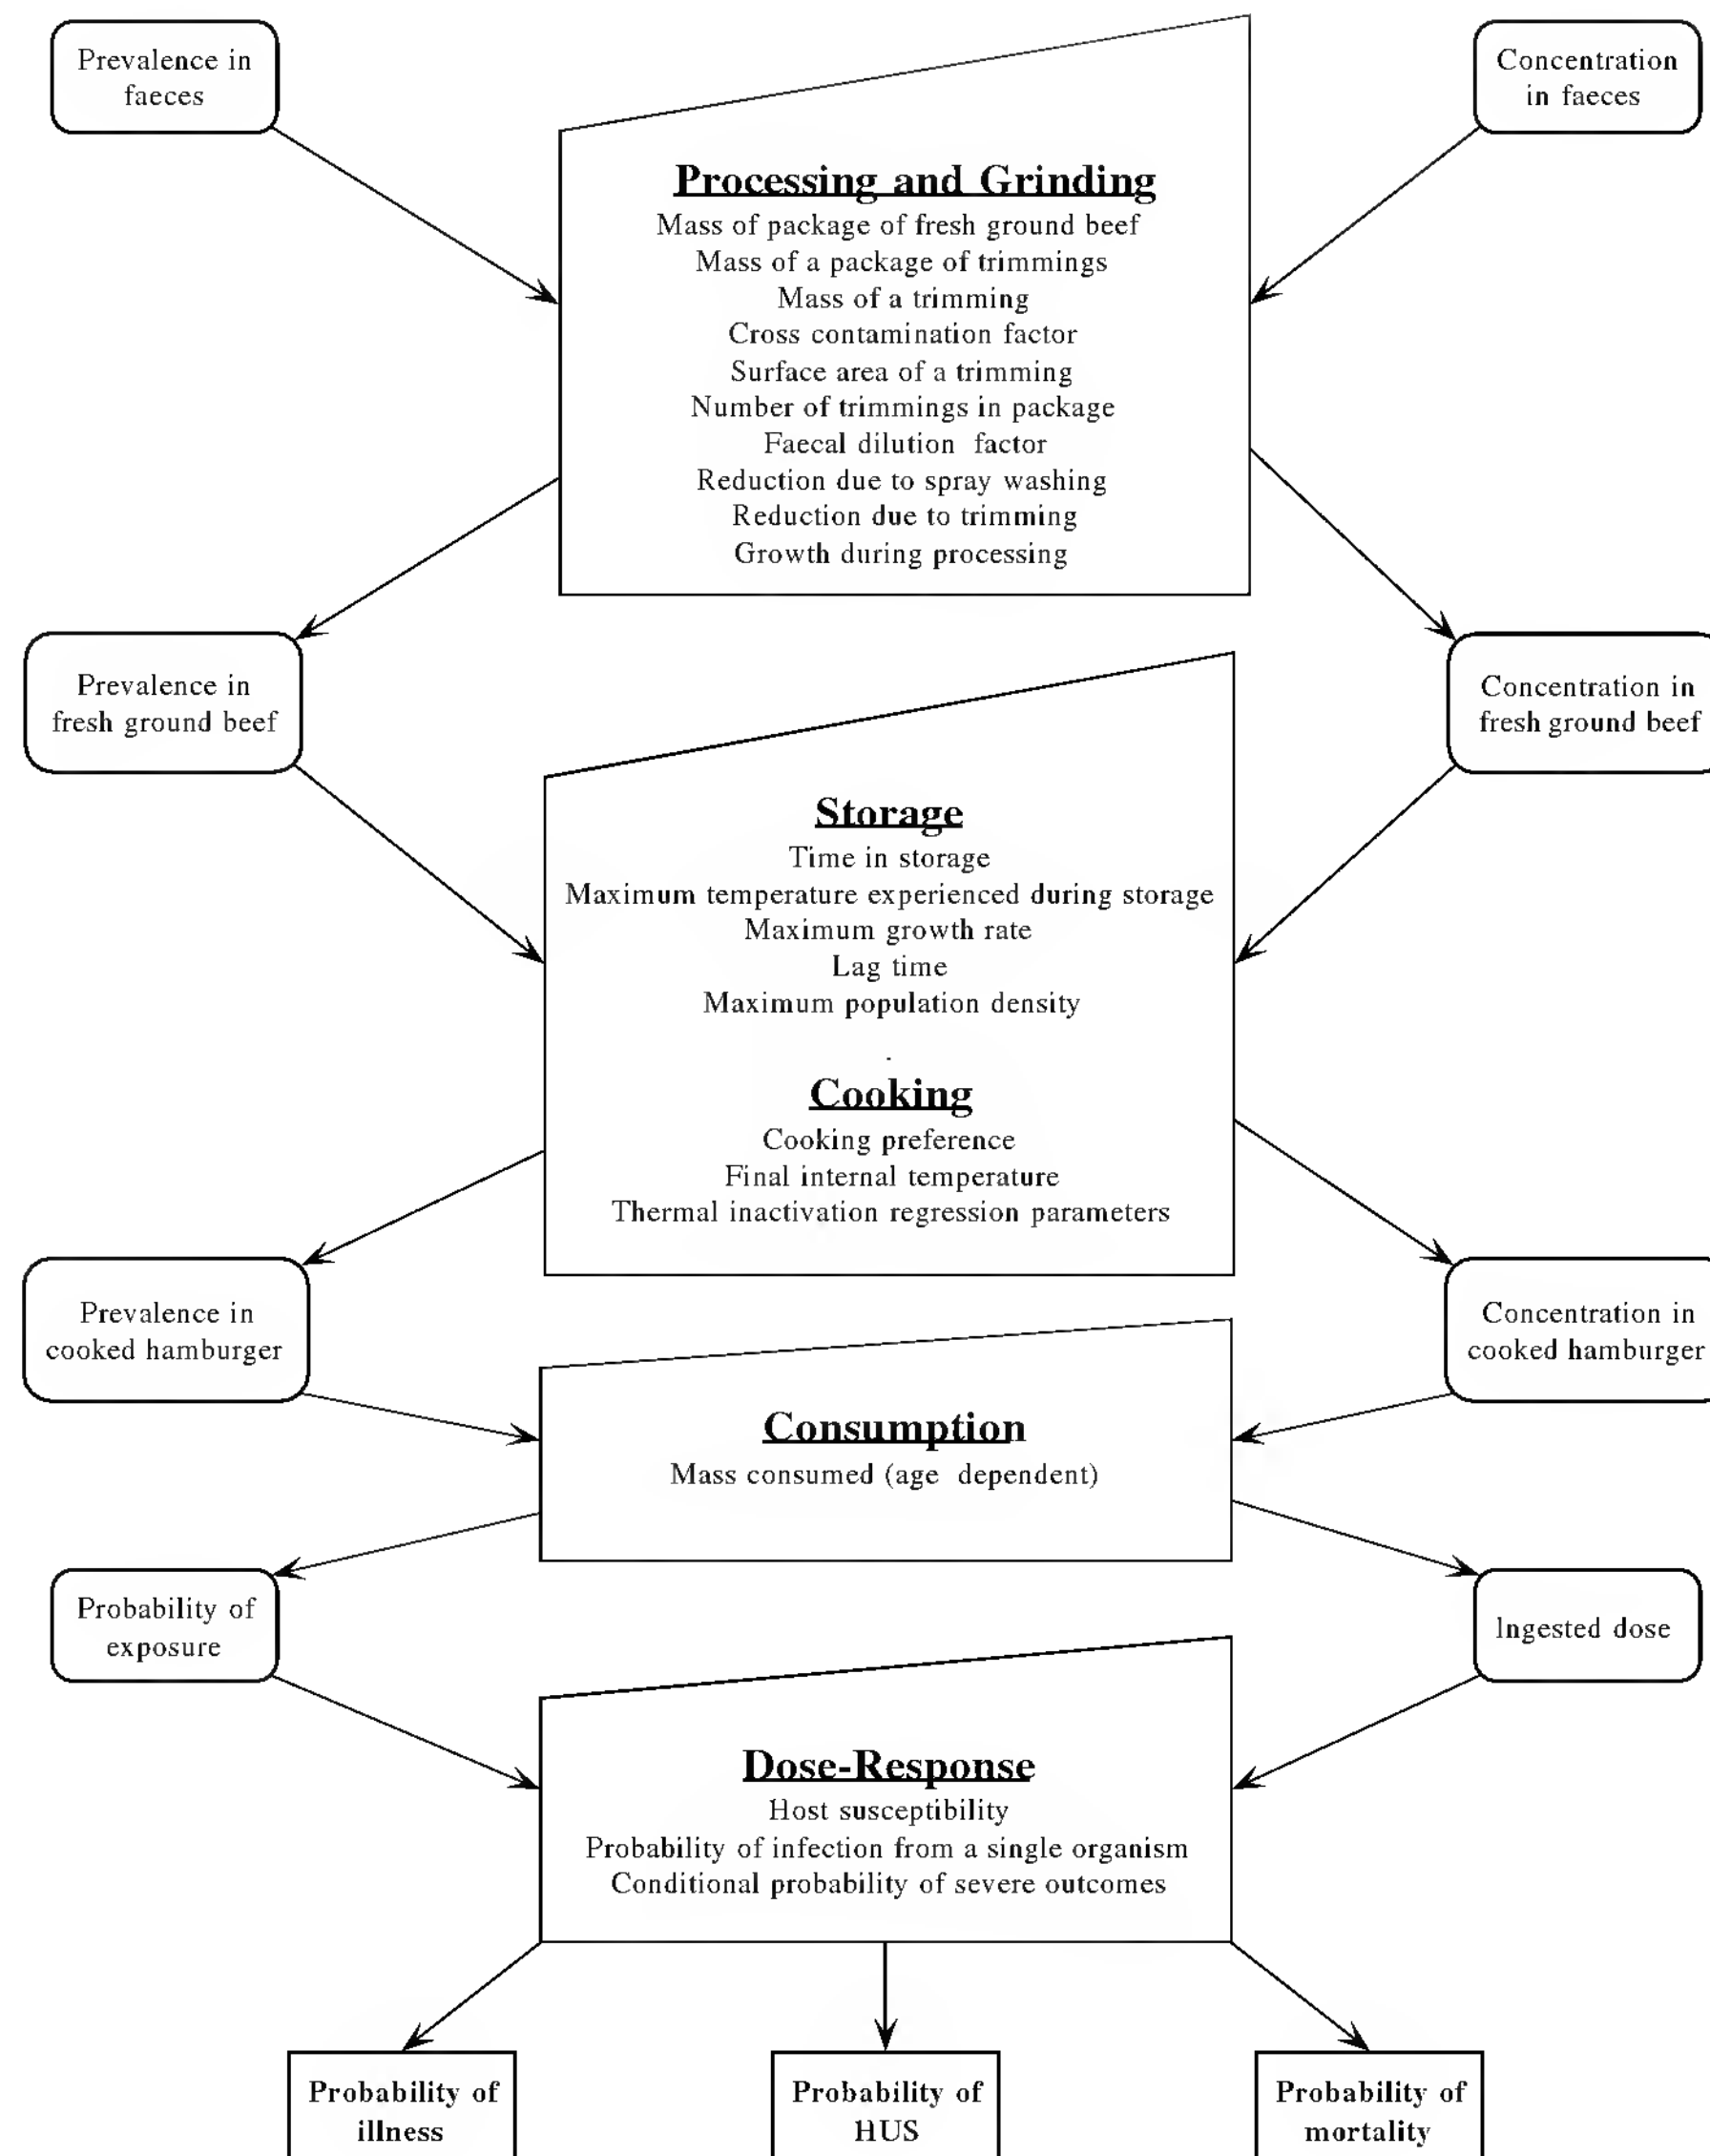 Prevalence in
faeces
Concentration
in faeces
Processing and Grinding
Mass of package of fresh ground beef
Mass of a package of trimmings
Mass of a trimming
Cross contamination factor
Surface area of a trimming
Number of trimmings in package
Faecal dilution factor
Reduction due to spray washing
Reduction due to trimming
Growth during processing
Prevalence in
fresh ground beef
Concentration in
fresh ground beef
Storage
Time in storage
Maximum temperature experienced during storage
Maximum growth rate
Lag time
Maximum population density
Cooking
Cooking preference
Final internal temperature
Thermal inactivation regression parameters
Prevalence in
cooked hamburger
Concentration in
cooked hamburger
Consumption
Mass consumed (age dependent)
Probability of
exposure
Ingested dose
Dose-Response
Host susceptibility
Probability of infection from a single organism
Conditional probability of severe outcomes
Probability of
illness
Probability of
HUS
Probability of
mortality